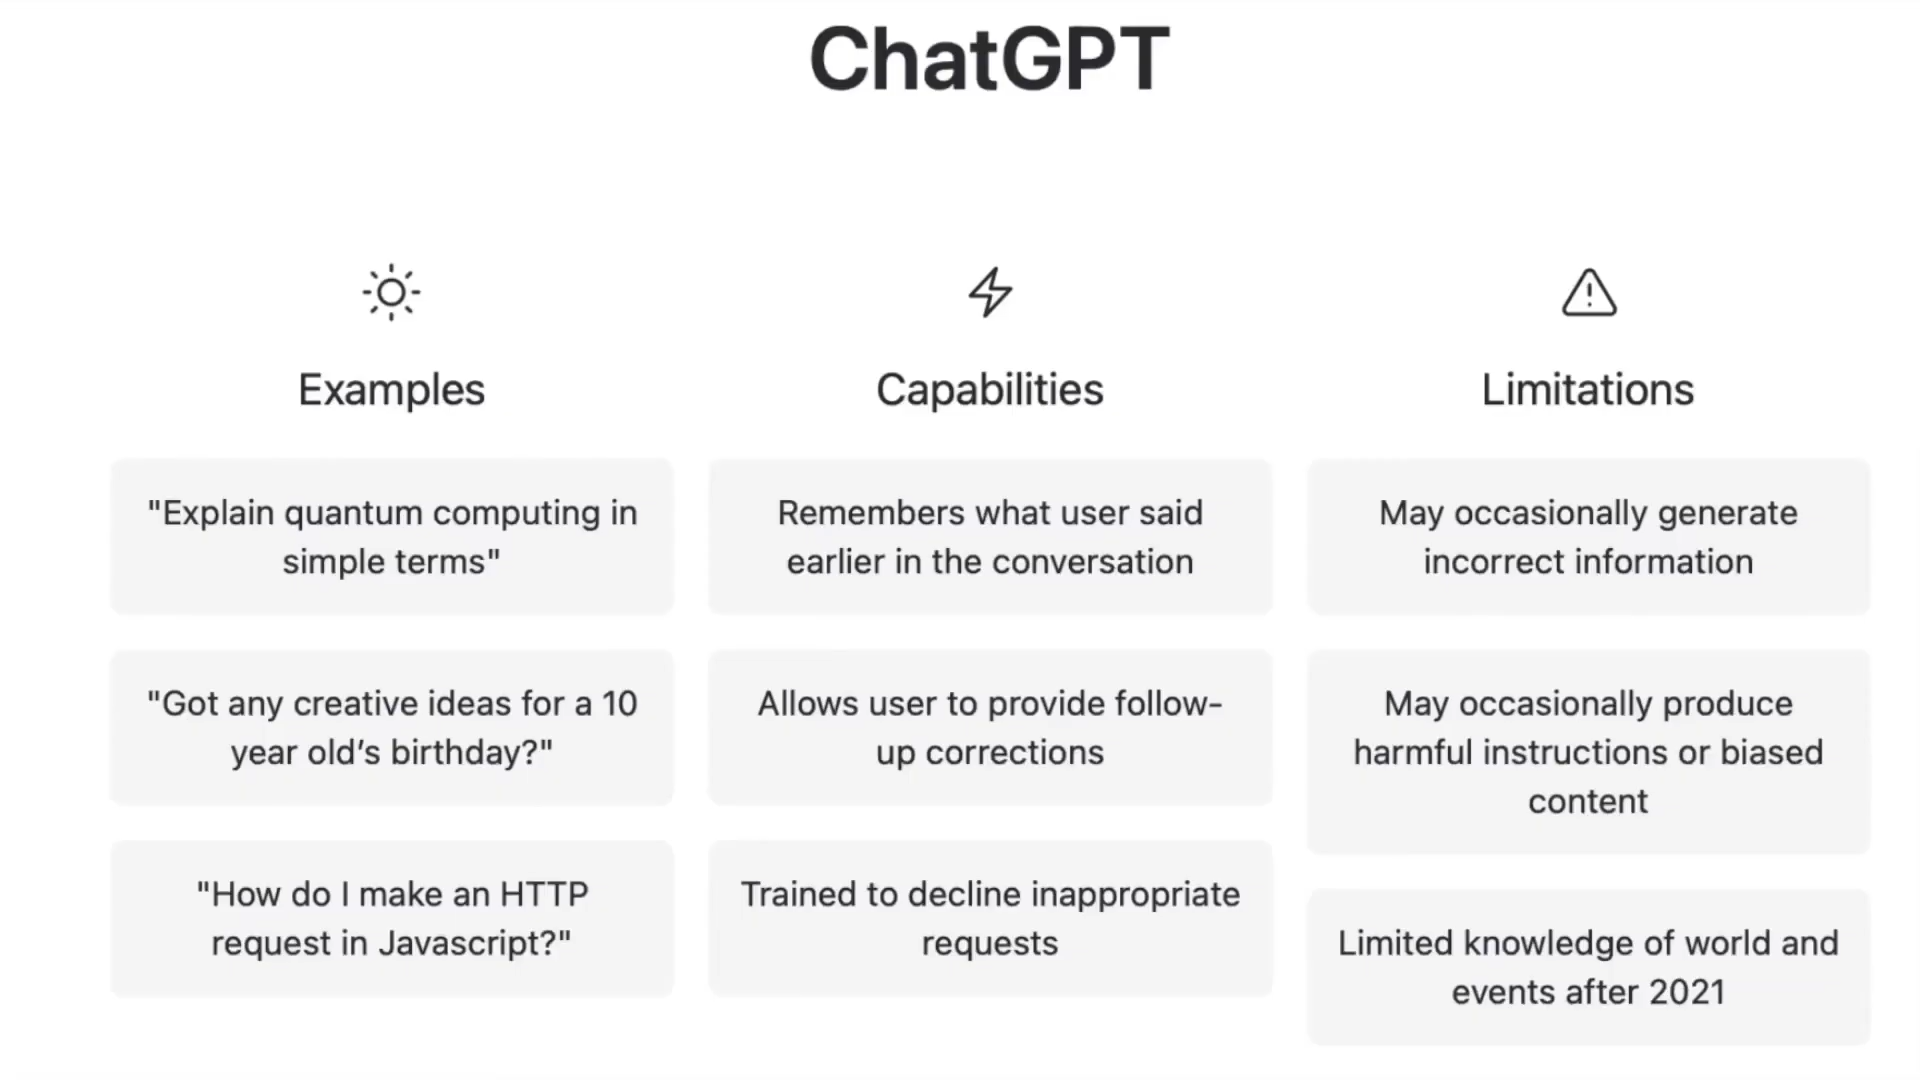 ChatGPT
Examples
"Explain quantum computing in
simple terms"
"Got any creative ideas for a 10
year old’s birthday?"
"How do I make an HTTP
request in Javascript?"
Capabilities
Remembers what user said
earlier in the conversation
Allows user to provide follow-
up corrections
Trained to decline inappropriate
requests
Limitations
May occasionally generate
incorrect information
May occasionally produce
harmful instructions or biased
content
Limited knowledge of world and
events after 2021